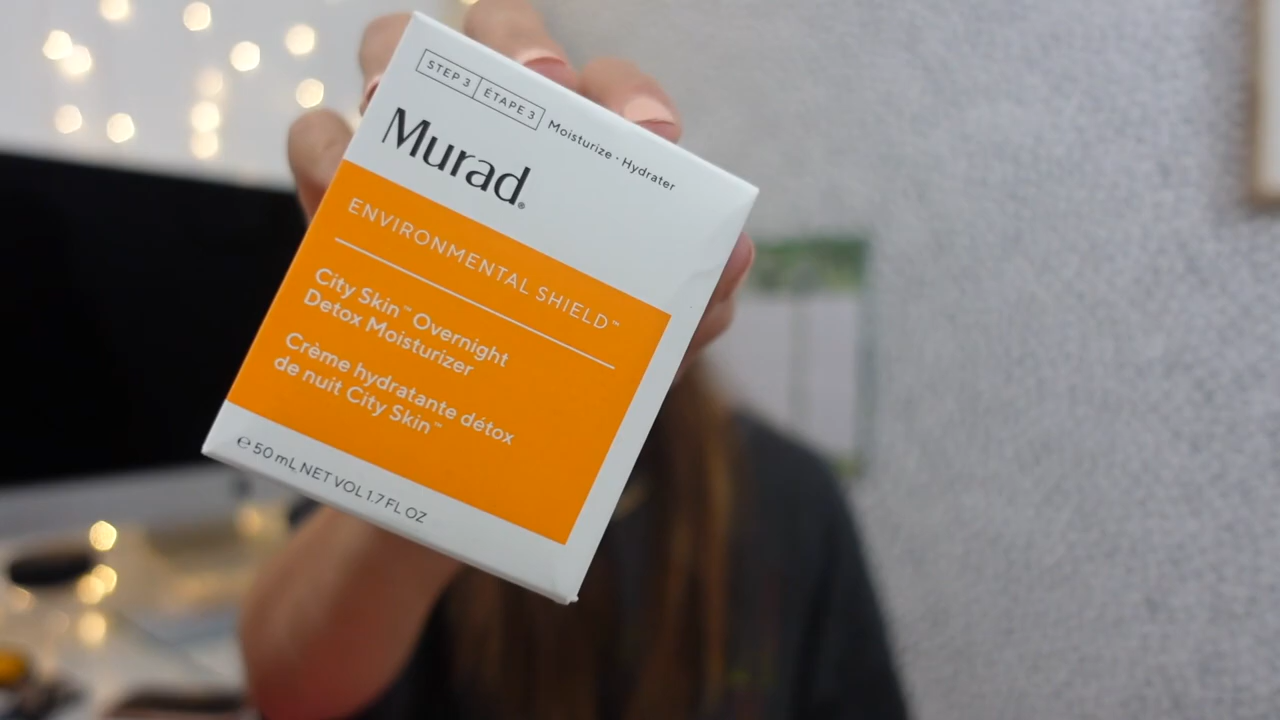 STEP 3 | ÉTAPE 3 Moisturize · Hydrater
Murad®
ENVIRONMENTAL SHIELD™
City Skin™ Overnight
Detox Moisturizer
Crème hydratante détox
de nuit City Skin™
℮ 50 mL NET VOL 1.7 FL OZ